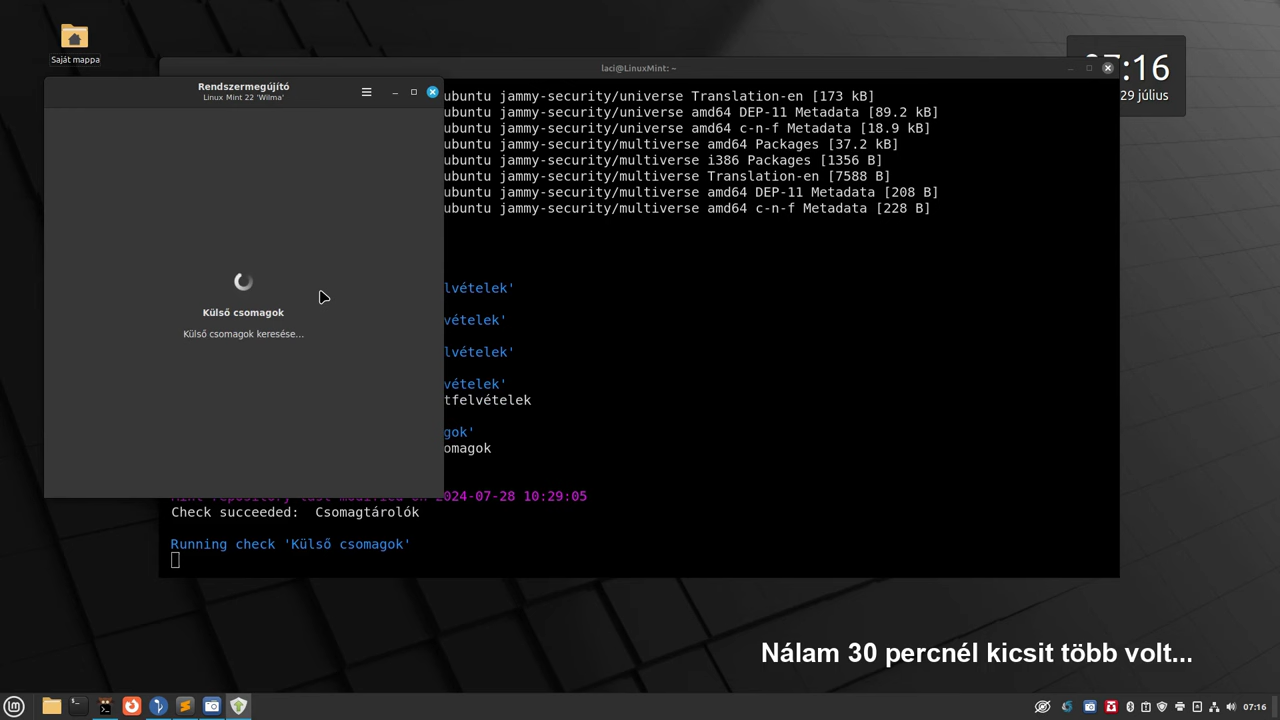 Saját mappa
laci@LinuxMint: ~
:16
29 július
Rendszermegújító
Linux Mint 22 'Wilma'
Külső csomagok
Külső csomagok keresése...
ubuntu jammy-security/universe Translation-en [173 kB]
ubuntu jammy-security/universe amd64 DEP-11 Metadata [89.2 kB]
ubuntu jammy-security/universe amd64 c-n-f Metadata [18.9 kB]
ubuntu jammy-security/multiverse amd64 Packages [37.2 kB]
ubuntu jammy-security/multiverse i386 Packages [1356 B]
ubuntu jammy-security/multiverse Translation-en [7588 B]
ubuntu jammy-security/multiverse amd64 DEP-11 Metadata [208 B]
ubuntu jammy-security/multiverse amd64 c-n-f Metadata [228 B]
lvételek'
vételek'
lvételek'
vételek'
tfelvételek
gok'
omagok
Mint repository last modified on 2024-07-28 10:29:05
Check succeeded: Csomagtárolók
Running check 'Külső csomagok'
Nálam 30 percnél kicsit több volt...
07:16